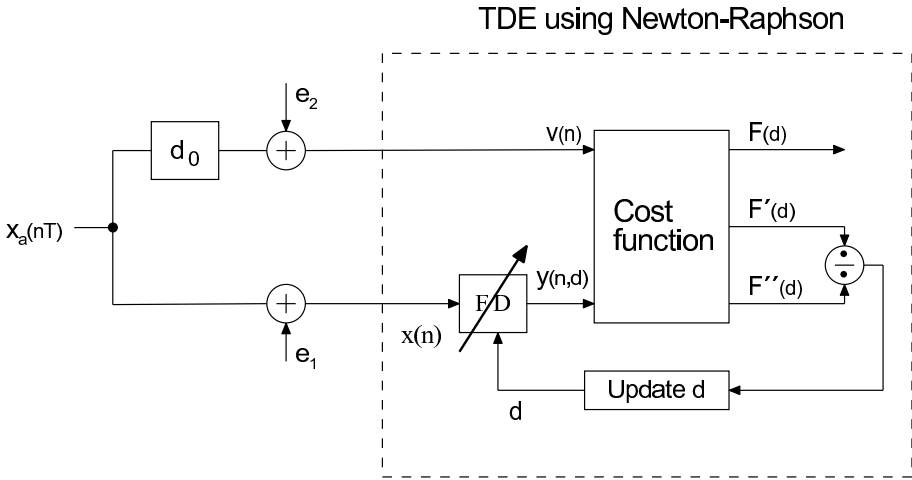 TDE using Newton-Raphson
e₂
v(n)
F(d)
d₀
Cost
function
F′(d)
xₐ(nT)
÷
y(n,d)
F′′(d)
FD
x(n)
e₁
Update d
d